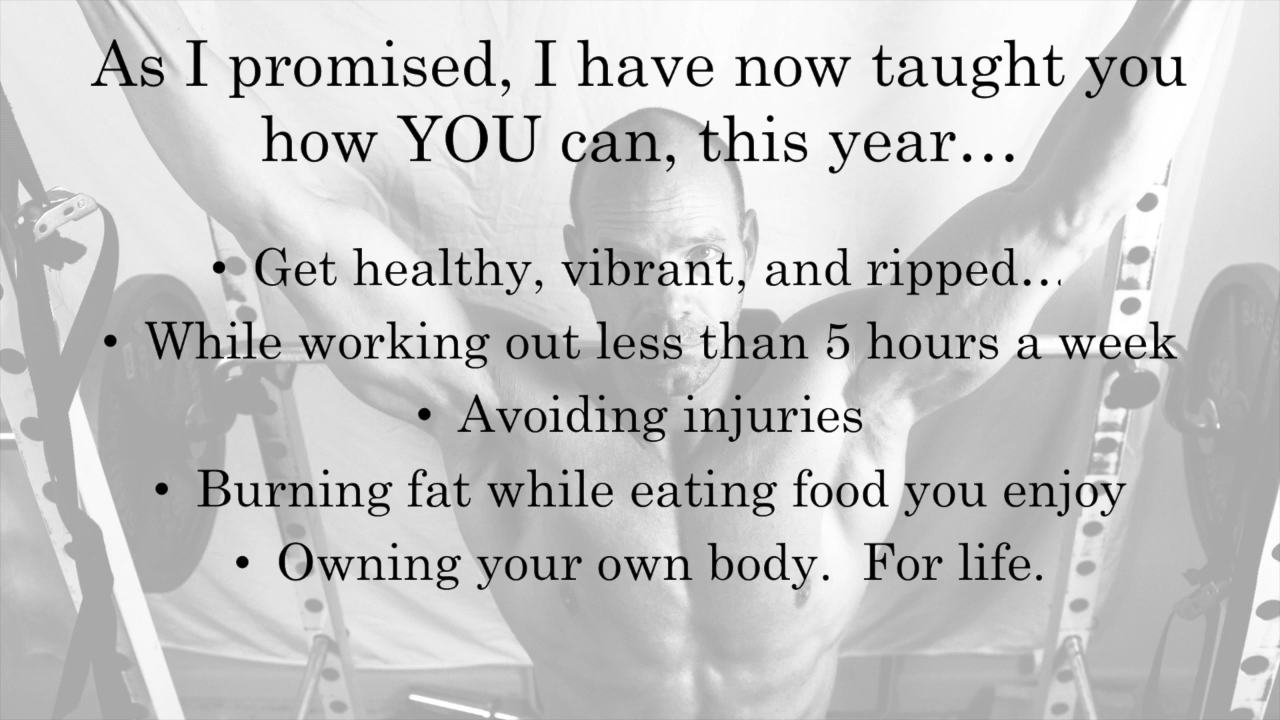 As I promised, I have now taught you
how YOU can, this year…
• Get healthy, vibrant, and ripped…
• While working out less than 5 hours a week
• Avoiding injuries
• Burning fat while eating food you enjoy
• Owning your own body.  For life.